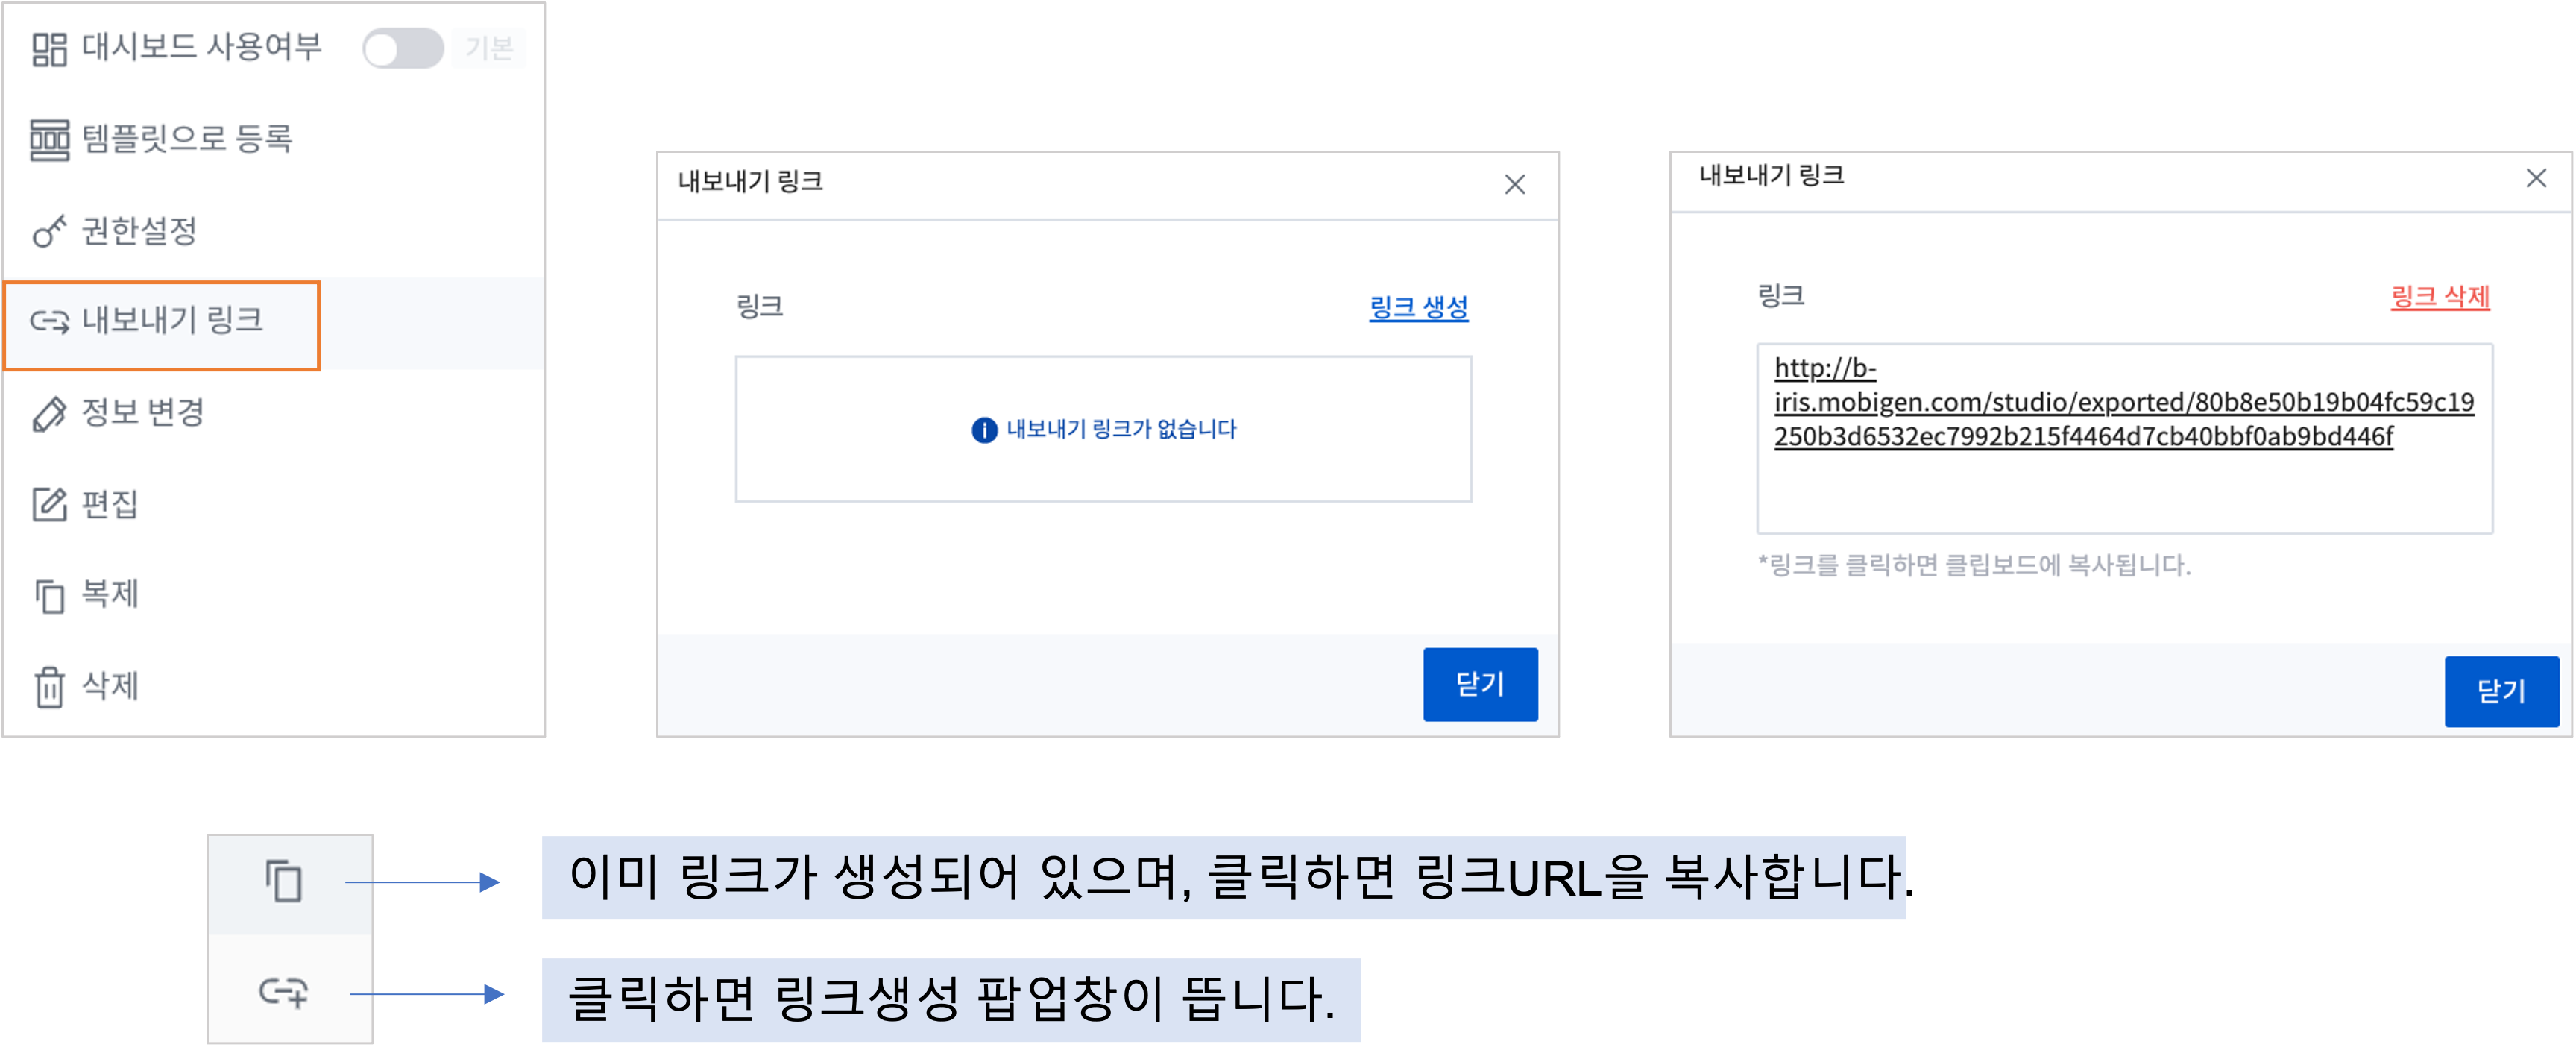 대시보드 사용여부
기본
템플릿으로 등록
권한설정
내보내기 링크
정보 변경
편집
복제
삭제
내보내기 링크
링크
링크 생성
내보내기 링크가 없습니다
닫기
내보내기 링크
링크
링크 삭제
http://b-
iris.mobigen.com/studio/exported/80b8e50b19b04fc59c19
250b3d6532ec7992b215f4464d7cb40bbf0ab9bd446f
*링크를 클릭하면 클립보드에 복사됩니다.
닫기
이미 링크가 생성되어 있으며, 클릭하면 링크URL을 복사합니다.
클릭하면 링크생성 팝업창이 뜹니다.